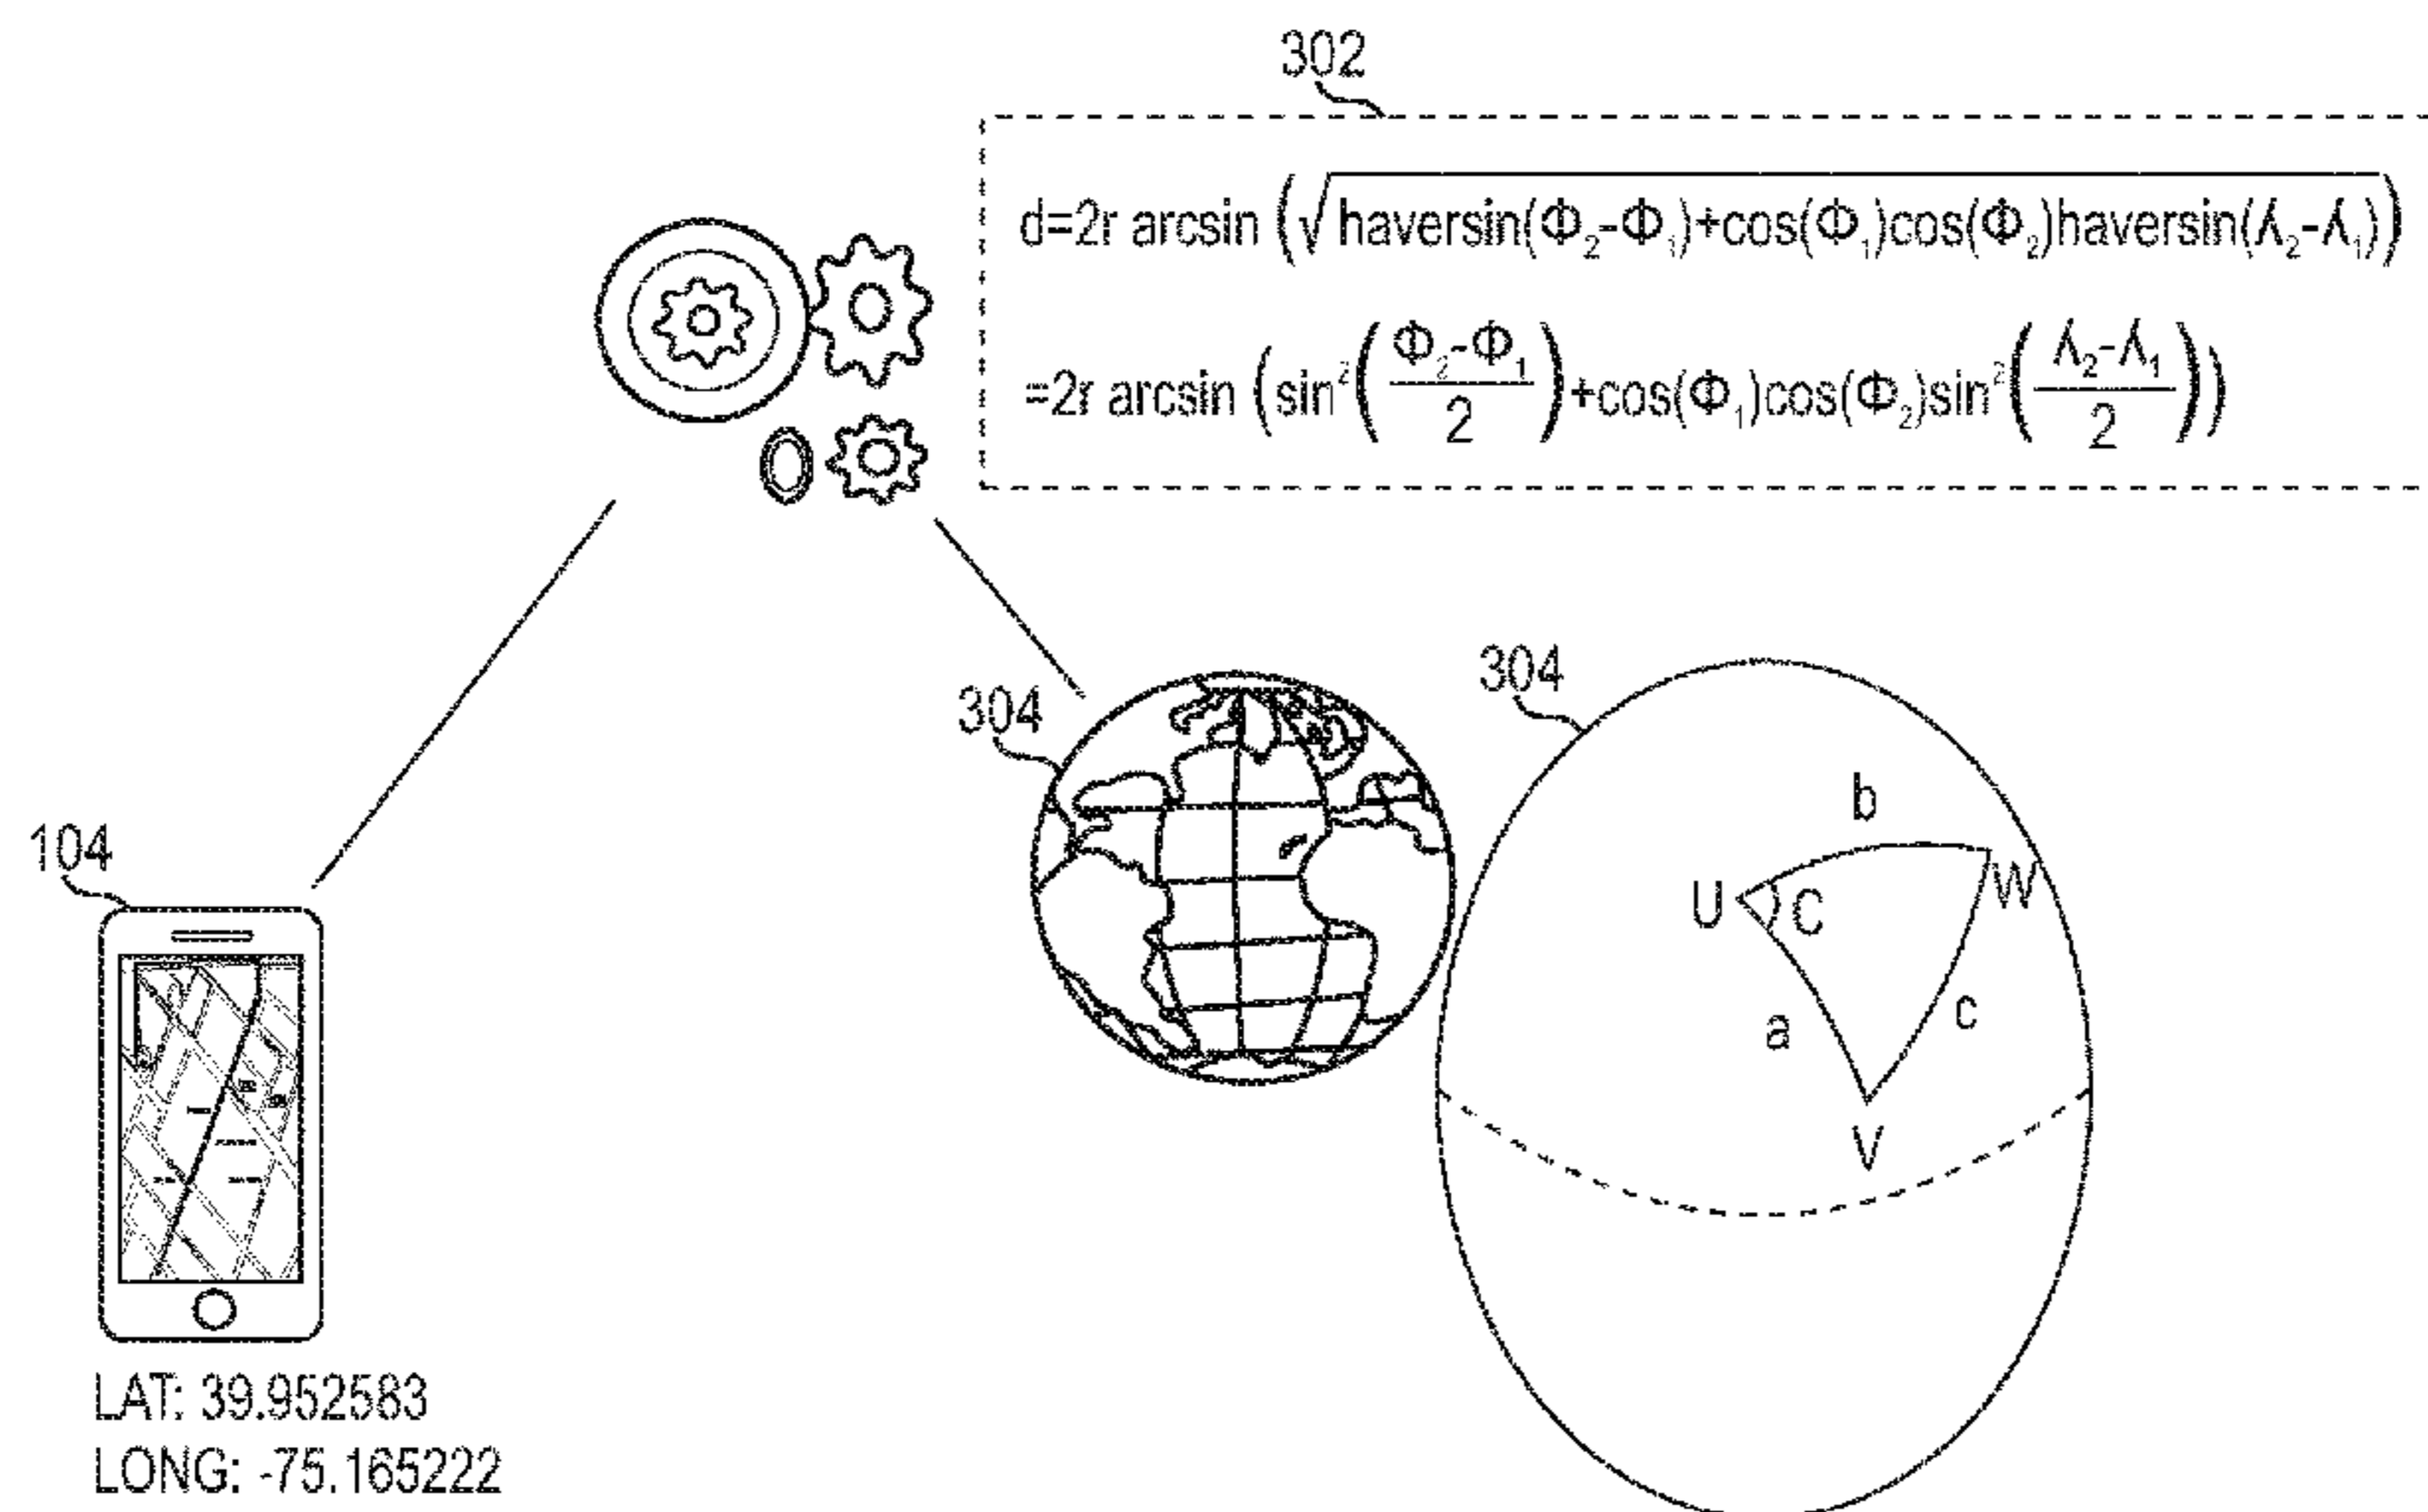 302
d=2r arcsin (√haversin(Φ₂-Φ₁)+cos(Φ₁)cos(Φ₂)haversin(λ₂-λ₁))
=2r arcsin (sin²(Φ₂-Φ₁/2)+cos(Φ₁)cos(Φ₂)sin²(λ₂-λ₁/2))
304
304
b
104
U
C
W
a
c
V
LAT: 39.952583
LONG: -75.165222